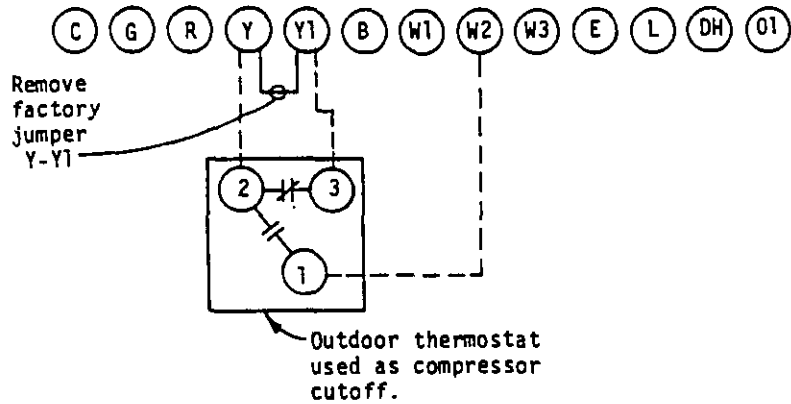 C G R Y Y1 B W1 W2 W3 E L DH O1
Remove
factory
jumper
Y-Y1
2 3
1
Outdoor thermostat
used as compressor
cutoff.